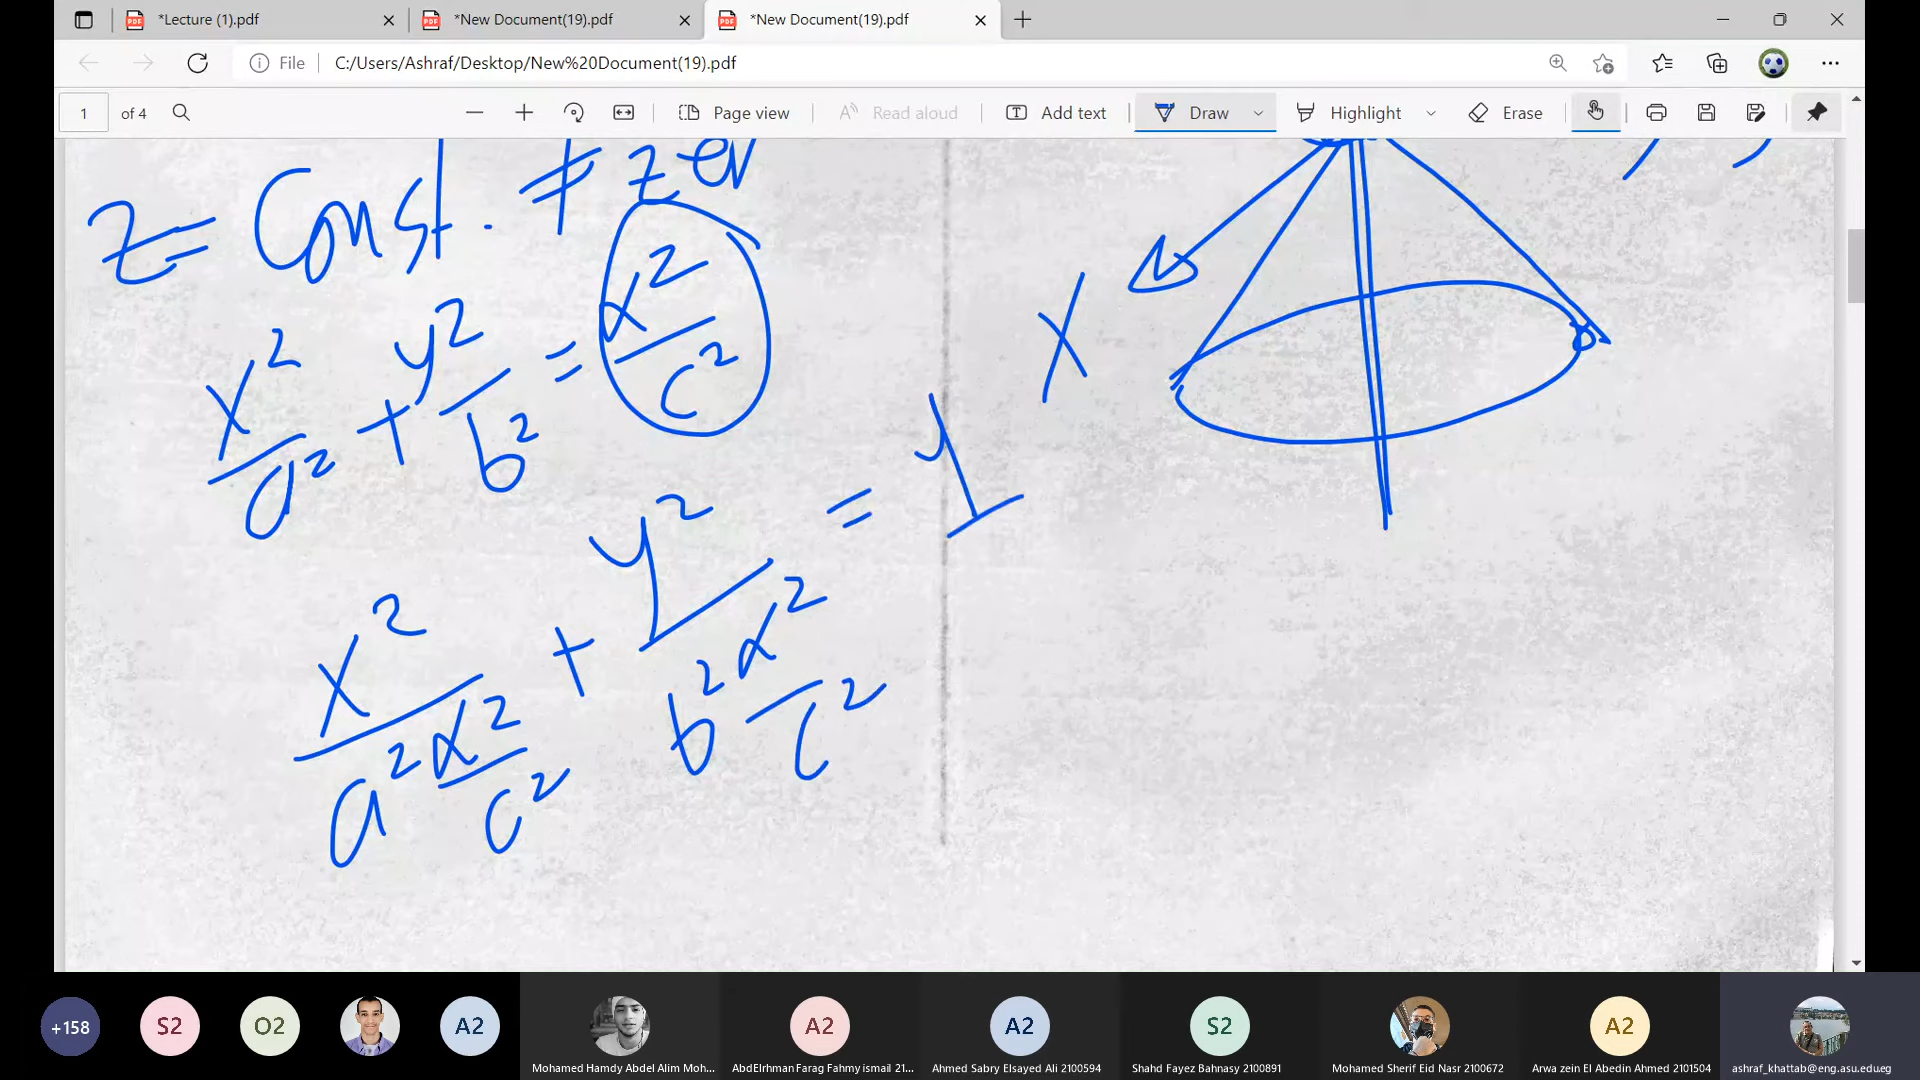 *Lecture (1).pdf
*New Document(19).pdf
*New Document(19).pdf
File
C:/Users/Ashraf/Desktop/New%20Document(19).pdf
1 of 4
Page view
Read aloud
Add text
Draw
Highlight
Erase
z = Const. ≠ zer
x²/a² + y²/b² = α²/c²
x²/(a² α²/c²) + y²/(b² α²/c²) = 1
X
+158
S2
O2
A2
A2
A2
S2
A2
Mohamed Hamdy Abdel Alim Moh...
AbdElrhman Farag Fahmy ismail 21...
Ahmed Sabry Elsayed Ali 2100594
Shahd Fayez Bahnasy 2100891
Mohamed Sherif Eid Nasr 2100672
Arwa zein El Abedin Ahmed 2101504
ashraf_khattab@eng.asu.edu.eg